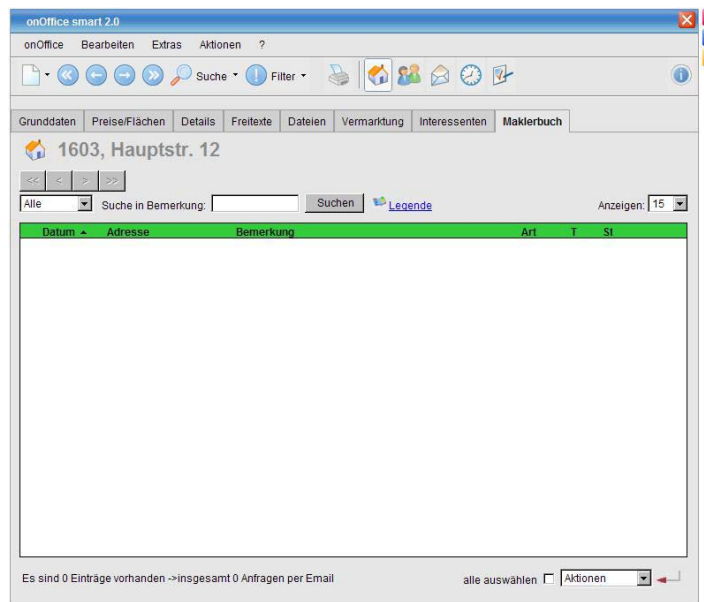 onOffice smart 2.0
onOffice Bearbeiten Extras Aktionen ?
Suche Filter
Grunddaten Preise/Flächen Details Freitexte Dateien Vermarktung Interessenten Maklerbuch
1603, Hauptstr. 12
<< < > >>
Alle Suche in Bemerkung: Suchen Legende Anzeigen: 15
Datum Adresse Bemerkung Art T St
Es sind 0 Einträge vorhanden ->insgesamt 0 Anfragen per Email alle auswählen Aktionen